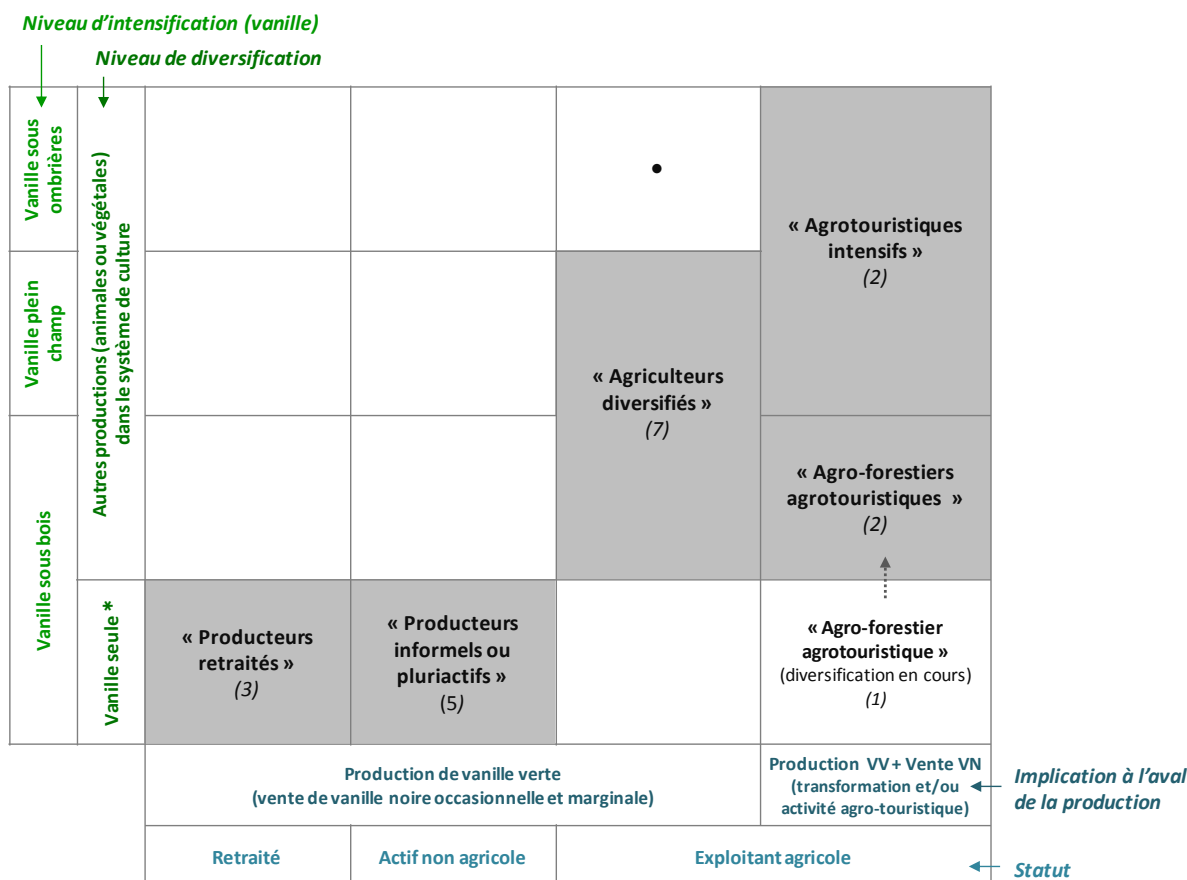 Niveau d'intensification (vanille)
Niveau de diversification
Vanille sous
ombrières
Vanille plein
champ
Vanille sous bois
Autres productions (animales ou végétales)
dans le système de culture
Vanille seule *
•
« Agrotouristiques
intensifs »
(2)
« Agriculteurs
diversifiés »
(7)
« Agro-forestiers
agrotouristiques »
(2)
« Producteurs
retraités »
(3)
« Producteurs
informels ou
pluriactifs »
(5)
« Agro-forestier
agrotouristique »
(diversification en cours)
(1)
Production de vanille verte
(vente de vanille noire occasionnelle et marginale)
Production VV + Vente VN
(transformation et/ou
activité agro-touristique)
Implication à l'aval
de la production
Retraité
Actif non agricole
Exploitant agricole
Statut